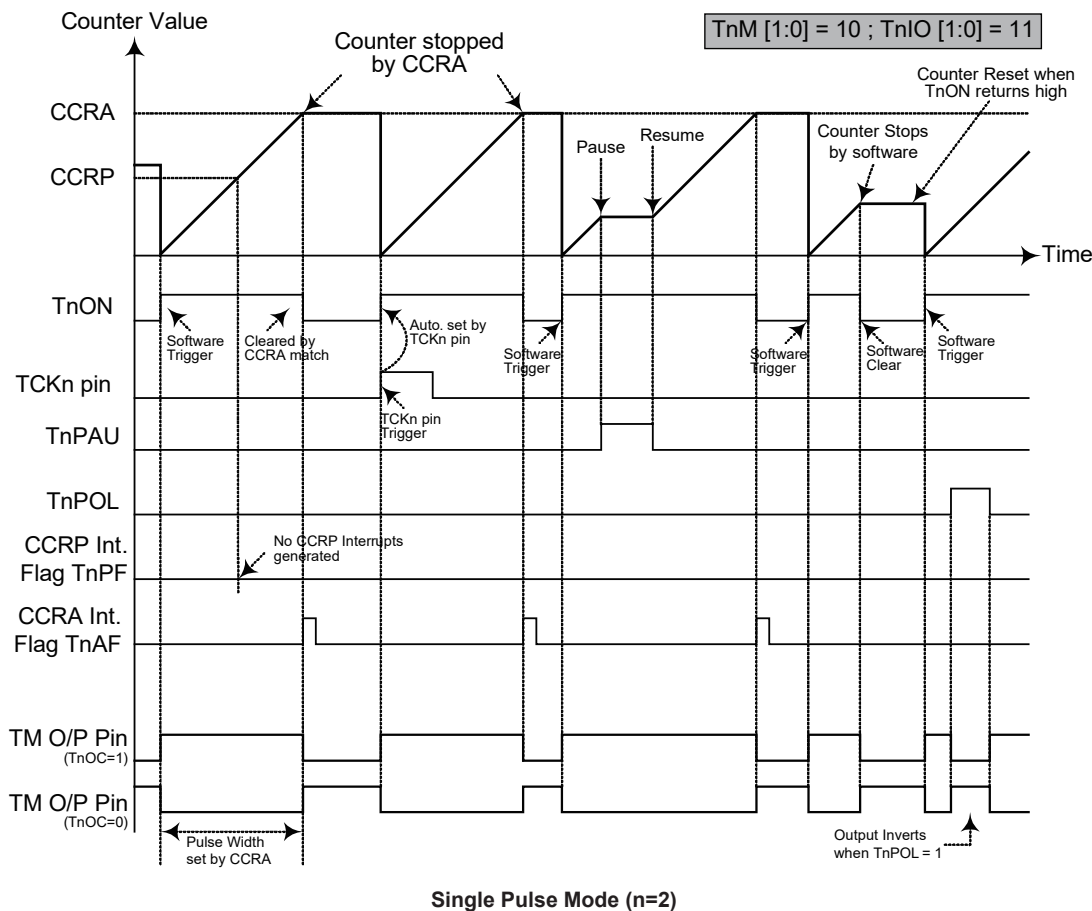 Counter Value
TnM [1:0] = 10 ; TnIO [1:0] = 11
Counter stopped
by CCRA
Counter Reset when
TnON returns high
CCRA
Counter Stops
by software
Resume
Pause
CCRP
Time
TnON
Software
Trigger
Cleared by
CCRA match
Auto. set by
TCKn pin
Software
Trigger
Software
Trigger
Software
Clear
Software
Trigger
TCKn pin
TCKn pin
Trigger
TnPAU
TnPOL
CCRP Int.
Flag TnPF
No CCRP Interrupts
generated
CCRA Int.
Flag TnAF
TM O/P Pin
(TnOC=1)
TM O/P Pin
(TnOC=0)
Pulse Width
set by CCRA
Output Inverts
when TnPOL = 1
Single Pulse Mode (n=2)